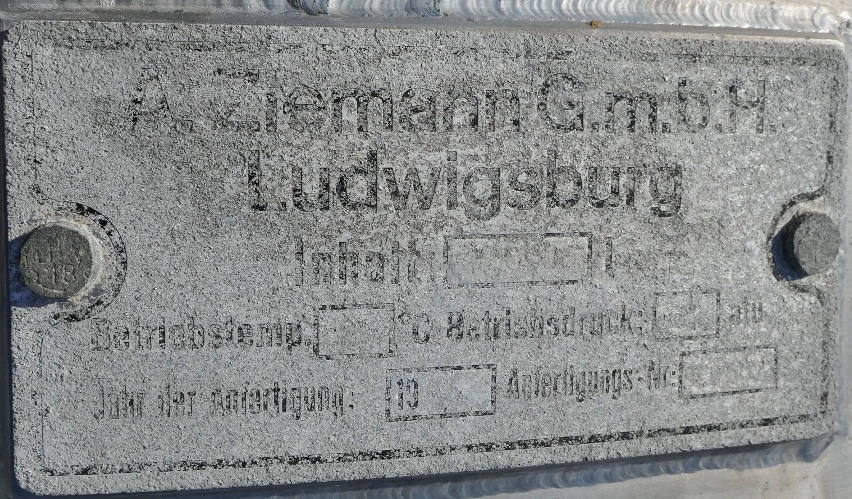 A. Ziemann G.m.b.H.
Ludwigsburg
Inhalt: l
Betriebstemp. °C Betriebsdruck: atü
Jahr der Anfertigung: 19 Anfertigungs-Nr: